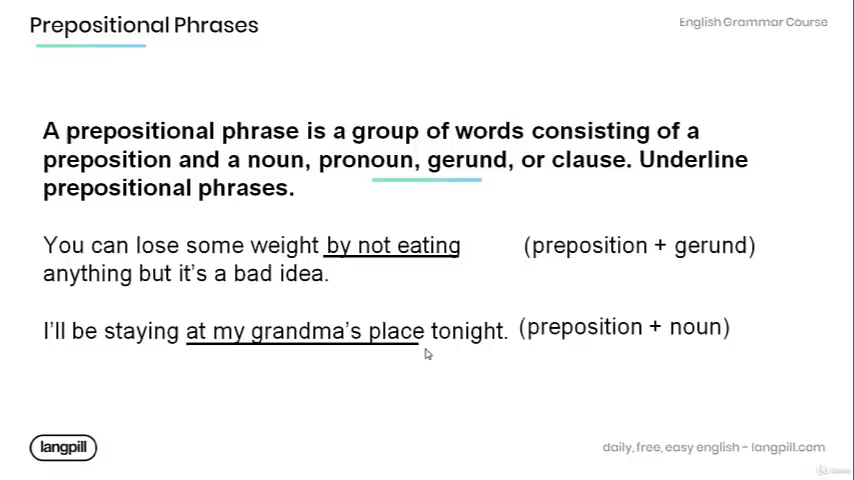 Prepositional Phrases
English Grammar Course
A prepositional phrase is a group of words consisting of a
preposition and a noun, pronoun, gerund, or clause. Underline
prepositional phrases.
You can lose some weight by not eating (preposition + gerund)
anything but it's a bad idea.
I'll be staying at my grandma's place tonight. (preposition + noun)
langpill
daily, free, easy english - langpill.com